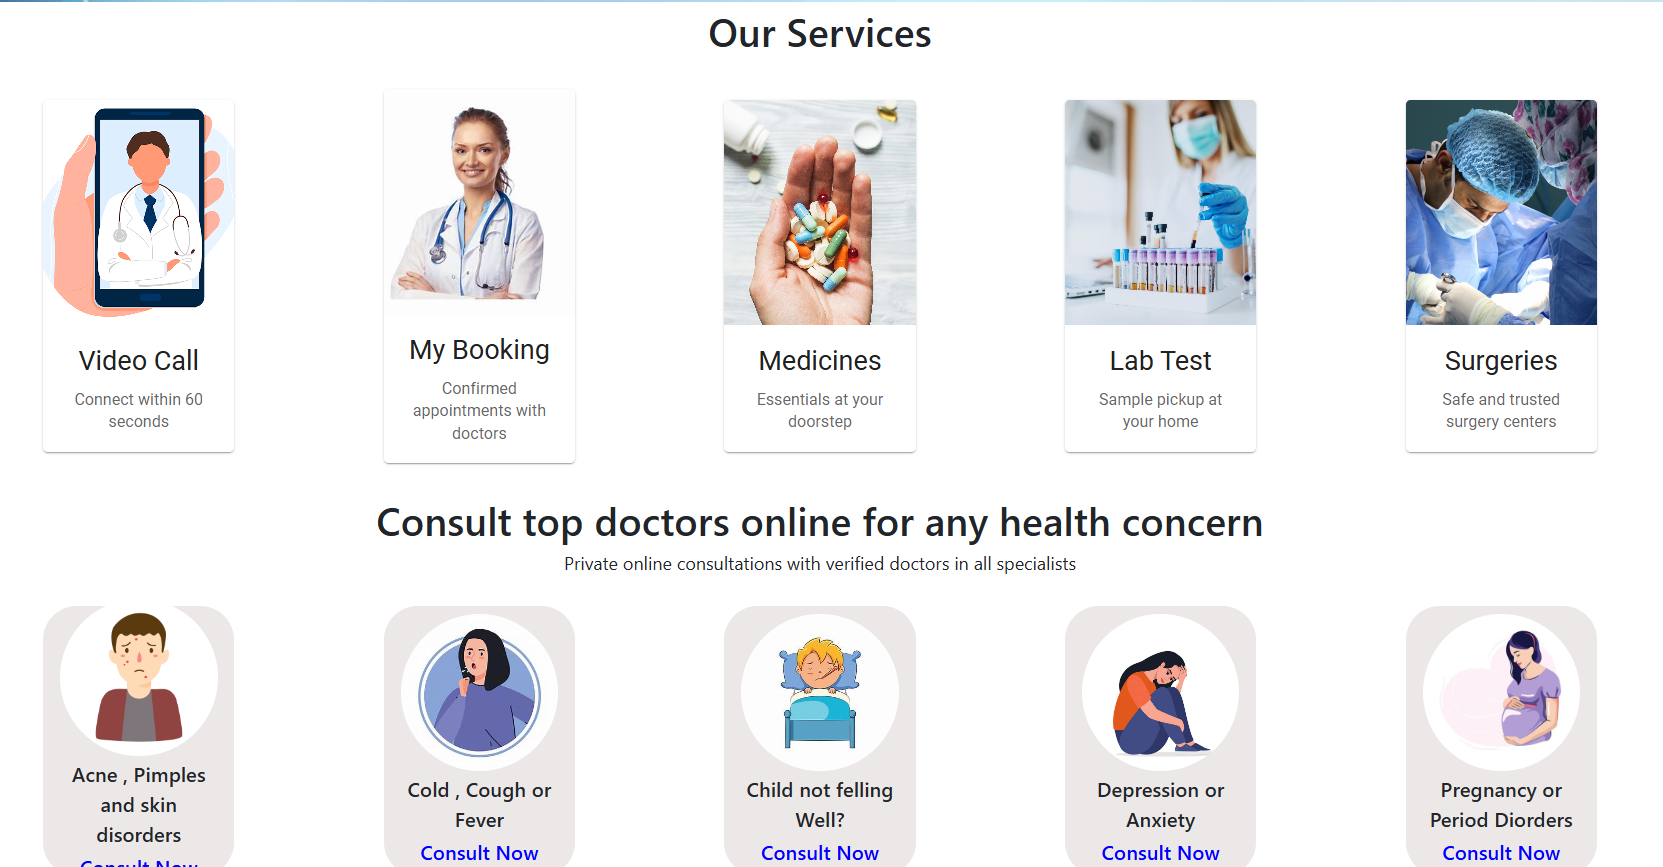 Our Services
Video Call
Connect within 60
seconds
My Booking
Confirmed
appointments with
doctors
Medicines
Essentials at your
doorstep
Lab Test
Sample pickup at
your home
Surgeries
Safe and trusted
surgery centers
Consult top doctors online for any health concern
Private online consultations with verified doctors in all specialists
Acne , Pimples
and skin
disorders
Consult Now
Cold , Cough or
Fever
Consult Now
Child not felling
Well?
Consult Now
Depression or
Anxiety
Consult Now
Pregnancy or
Period Diorders
Consult Now